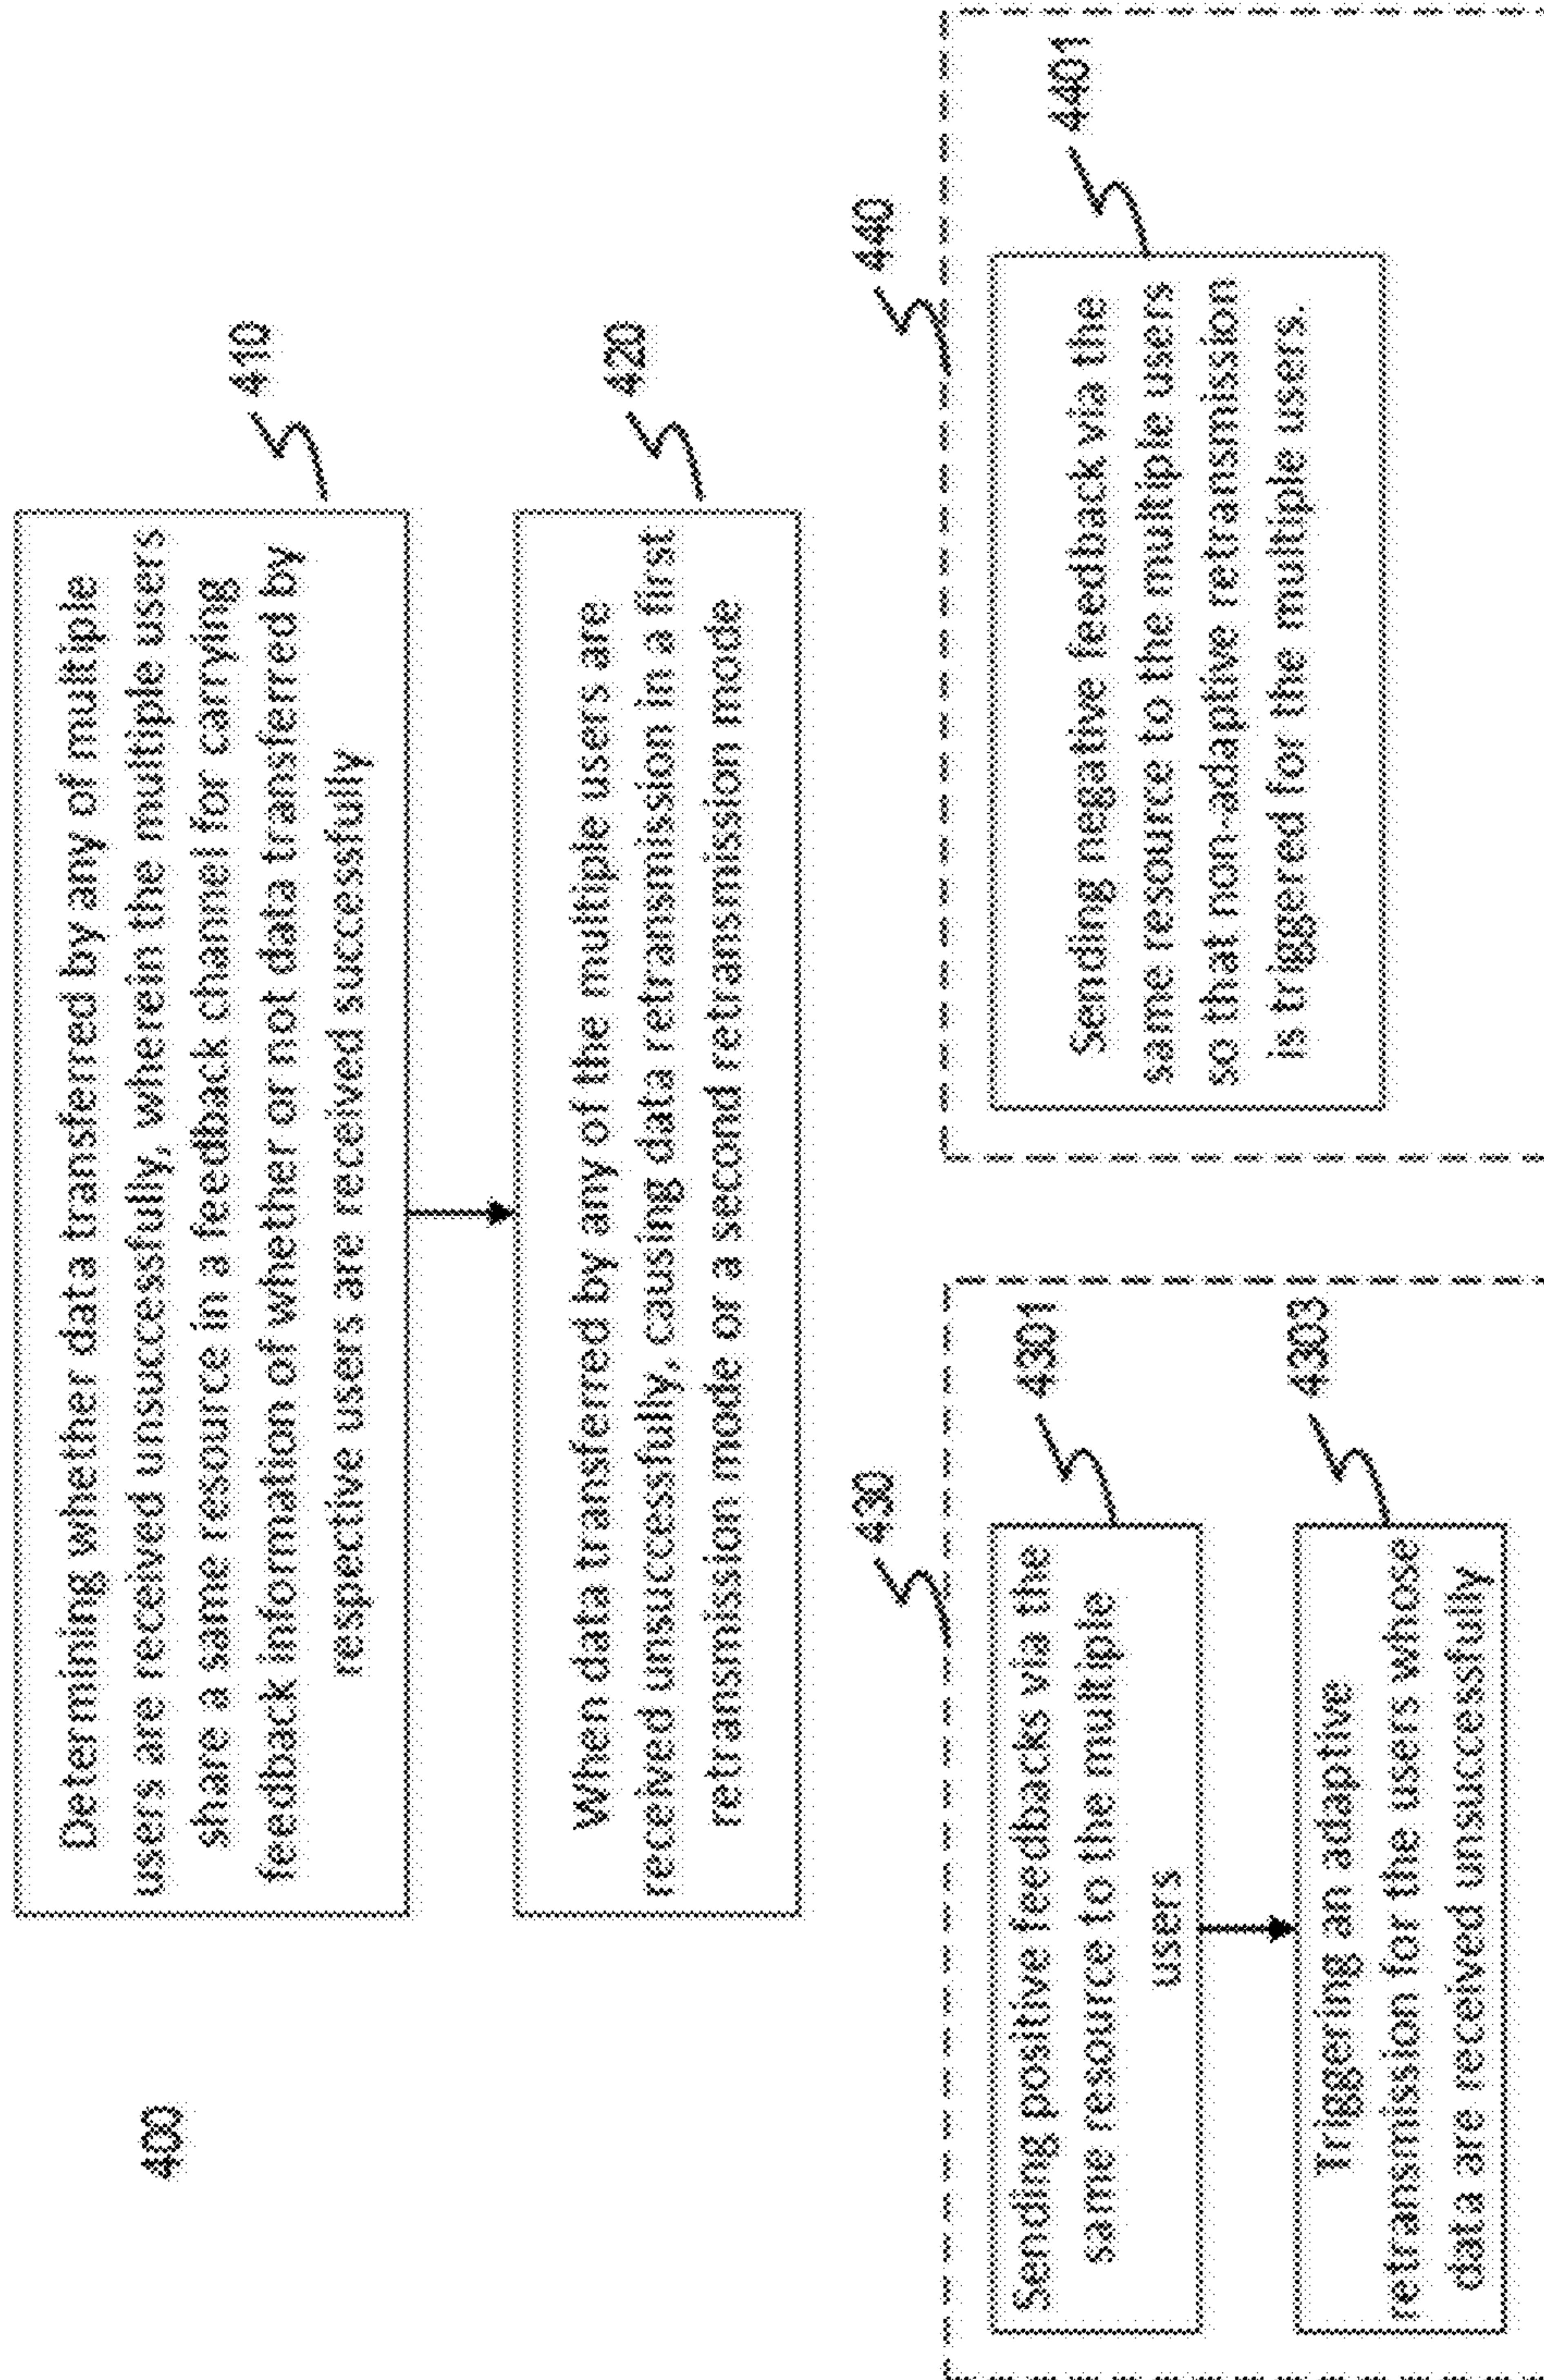 400
Determining whether data transferred by any of multiple
users are received unsuccessfully, wherein the multiple users
share a same resource in a feedback channel for carrying
feedback information of whether or not data transferred by
respective users are received successfully
410
When data transferred by any of the multiple users are
received unsuccessfully, causing data retransmission in a first
retransmission mode or a second retransmission mode
420
430
Sending positive feedbacks via the
same resource to the multiple
users
4301
Triggering an adaptive
retransmission for the users whose
data are received unsuccessfully
4303
440
Sending negative feedback via the
same resource to the multiple users
so that non-adaptive retransmission
is triggered for the multiple users.
4401